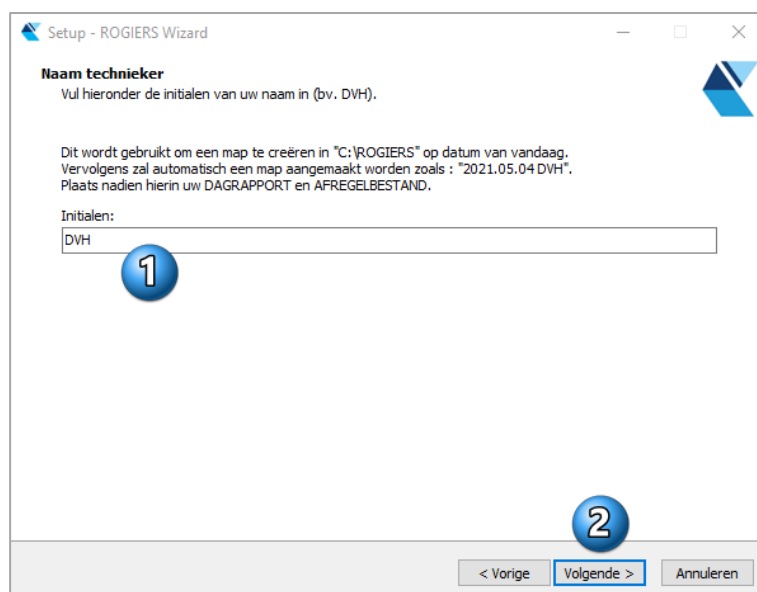 Setup - ROGIERS Wizard
Naam technieker
Vul hieronder de initialen van uw naam in (bv. DVH).
Dit wordt gebruikt om een map te creëren in "C:\ROGIERS" op datum van vandaag.
Vervolgens zal automatisch een map aangemaakt worden zoals : "2021.05.04 DVH".
Plaats nadien hierin uw DAGRAPPORT en AFREGELBESTAND.
Initialen:
DVH
1
2
< Vorige Volgende > Annuleren